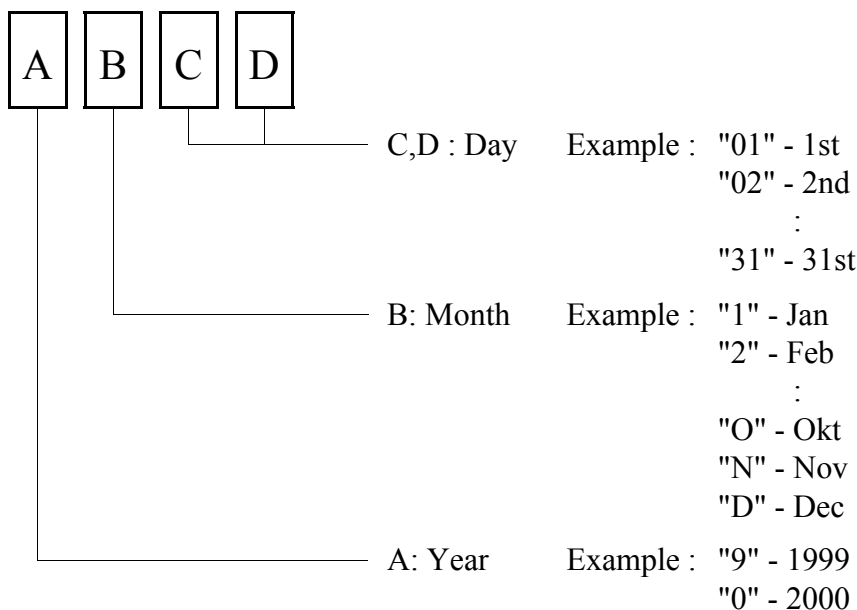 A B C D
C,D : Day Example : "01" - 1st
"02" - 2nd
:
"31" - 31st
B: Month Example : "1" - Jan
"2" - Feb
:
"O" - Okt
"N" - Nov
"D" - Dec
A: Year Example : "9" - 1999
"0" - 2000